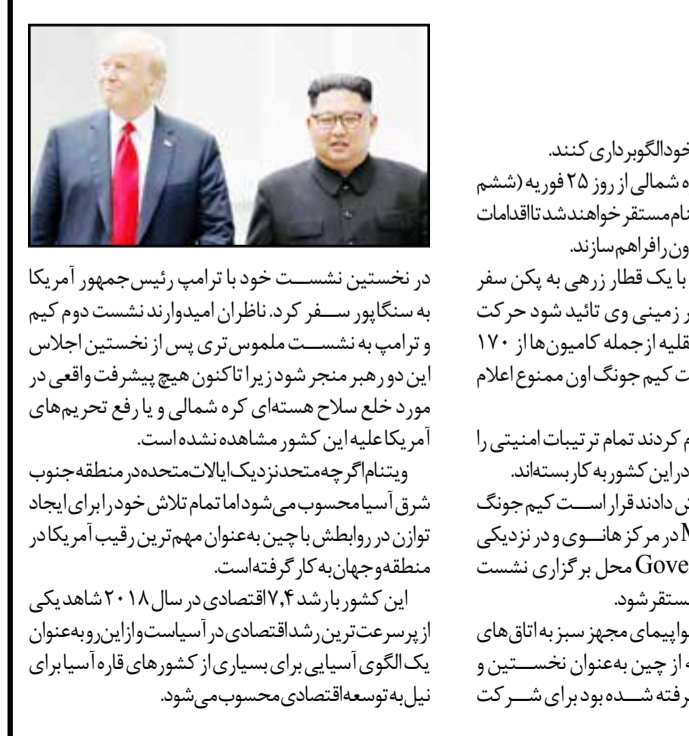 خود الگوبرداری کنند.
ه شمالی از روز ۲۵ فوریه (ششم
نام مستقر خواهند شد تا اقدامات
ون را فراهم سازند.
با یک قطار زرهی به پکن سفر
ر زمینی وی تائید شود حرکت
قلیه از جمله کامیون‌ها از ۱۷۰
ت کیم جونگ اون ممنوع اعلام
م کردند تمام ترتیبات امنیتی را
در این کشور به کار بسته‌اند.
ش دادند قرار است کیم جونگ
M در مرکز هانوی و در نزدیکی
Gove محل برگزاری نشست
ستقر شود.
واپیمای مجهز سبز به اتاق‌های
ه از چین به‌عنوان نخستین و
رفته شده بود برای شرکت
در نخستین نشست خود با ترامپ رئیس‌جمهور آمریکا
به سنگاپور سفر کرد. ناظران امیدوارند نشست دوم کیم
و ترامپ به نشست ملموس‌تری پس از نخستین اجلاس
این دو رهبر منجر شود زیرا تاکنون هیچ پیشرفت واقعی در
مورد خلع سلاح هسته‌ای کره شمالی و یا رفع تحریم‌های
آمریکا علیه این کشور مشاهده نشده است.
ویتنام اگرچه متحد نزدیک ایالات متحده در منطقه جنوب
شرق آسیا محسوب می‌شود اما تمام تلاش خود را برای ایجاد
توازن در روابطش با چین به‌عنوان مهم‌ترین رقیب آمریکا در
منطقه و جهان به کار گرفته است.
این کشور با رشد ۷٫۴ اقتصادی در سال ۲۰۱۸ شاهد یکی
از پرسرعت‌ترین رشد اقتصادی در آسیا ست و از این رو به‌عنوان
یک الگوی آسیایی برای بسیاری از کشورهای قاره آسیا برای
نیل به توسعه اقتصادی محسوب می‌شود.